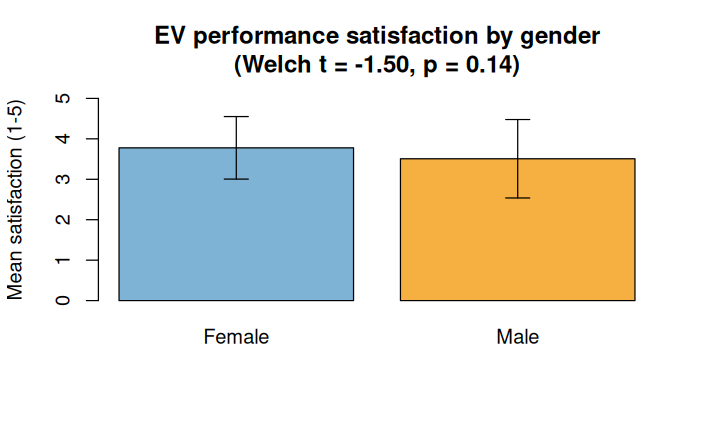 EV performance satisfaction by gender
(Welch t = -1.50, p = 0.14)
Mean satisfaction (1-5)
5
4
3
2
1
0
Female
Male